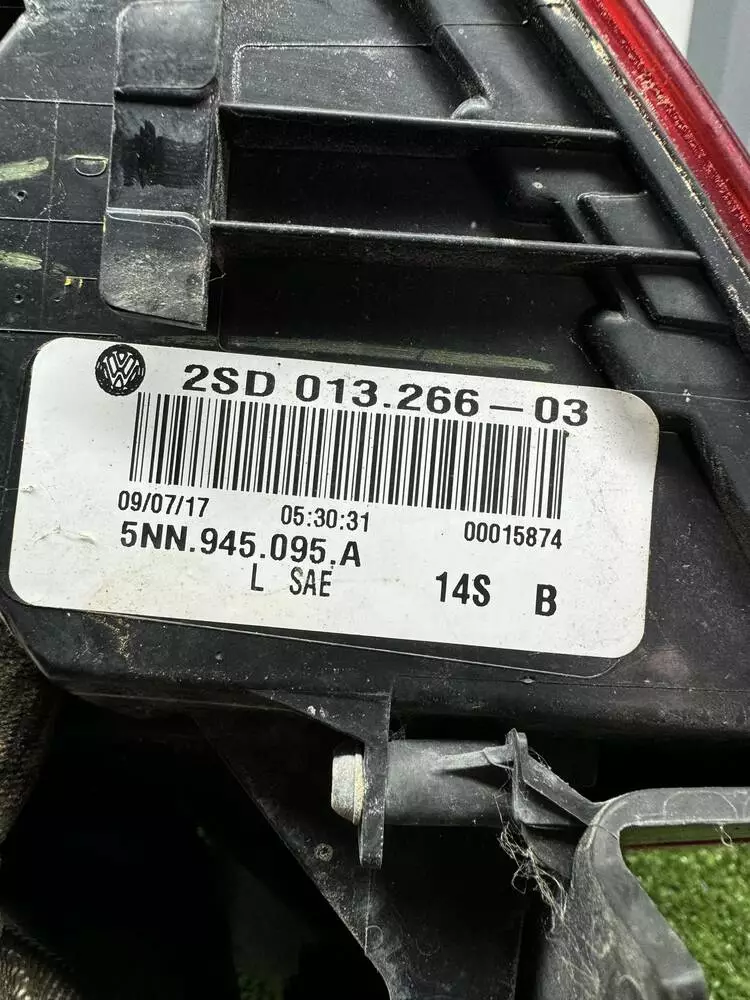 2SD 013.266-03
09/07/17 05:30:31 00015874
5NN.945.095.A
L SAE 14S B